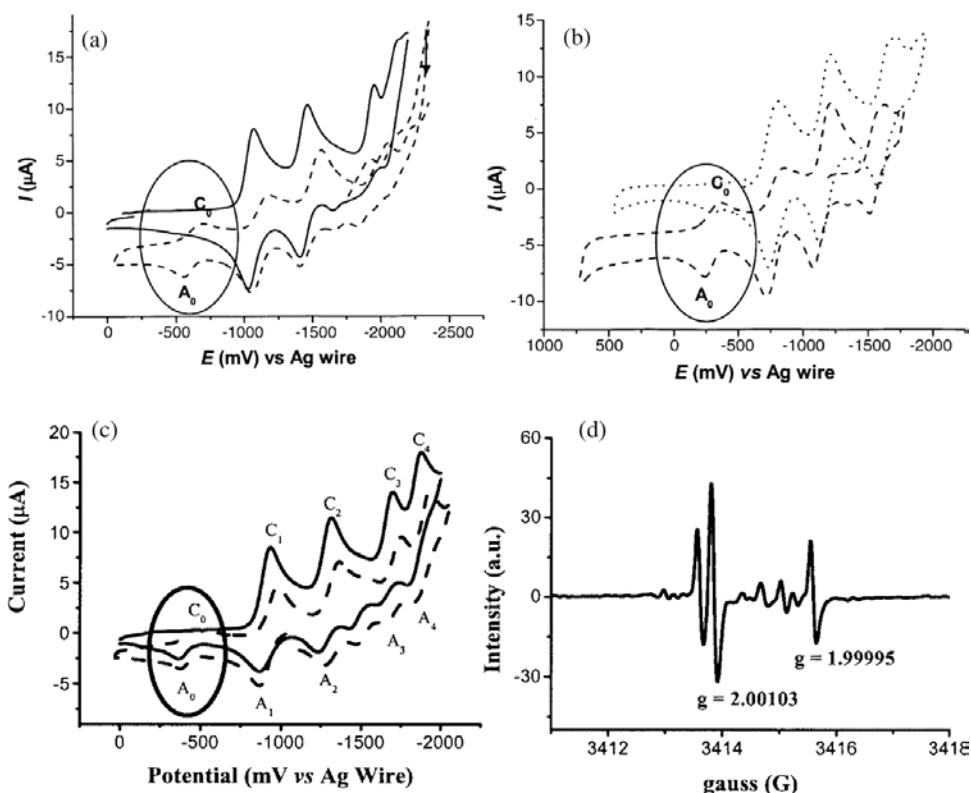 (a)
15
10
5
0
-5
-10
I (µA)
C0
A0
0 -500 -1000 -1500 -2000 -2500
E (mV) vs Ag wire
(b)
15
10
5
0
-5
-10
I (µA)
C0
A0
1000 500 0 -500 -1000 -1500 -2000
E (mV) vs Ag wire
(c)
20
15
10
5
0
-5
Current (µA)
C0
C1
C2
C3
C4
A0
A1
A2
A3
A4
0 -500 -1000 -1500 -2000
Potential (mV vs Ag Wire)
(d)
60
30
0
-30
Intensity (a.u.)
g = 1.99995
g = 2.00103
3412 3414 3416 3418
gauss (G)